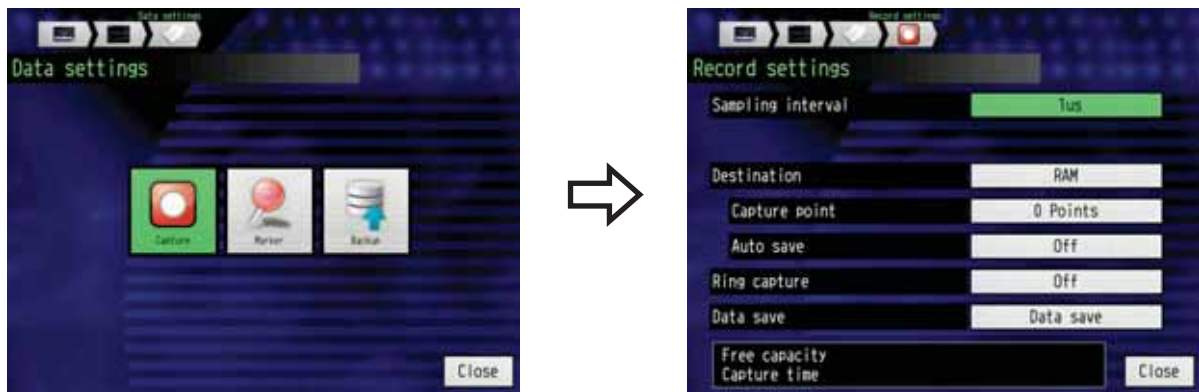 Data settings
Data settings
Capture
Marker
Backup
Close
Record settings
Record settings
Sampling interval 1us
Destination RAM
Capture point 0 Points
Auto save Off
Ring capture Off
Data save Data save
Free capacity
Capture time
Close